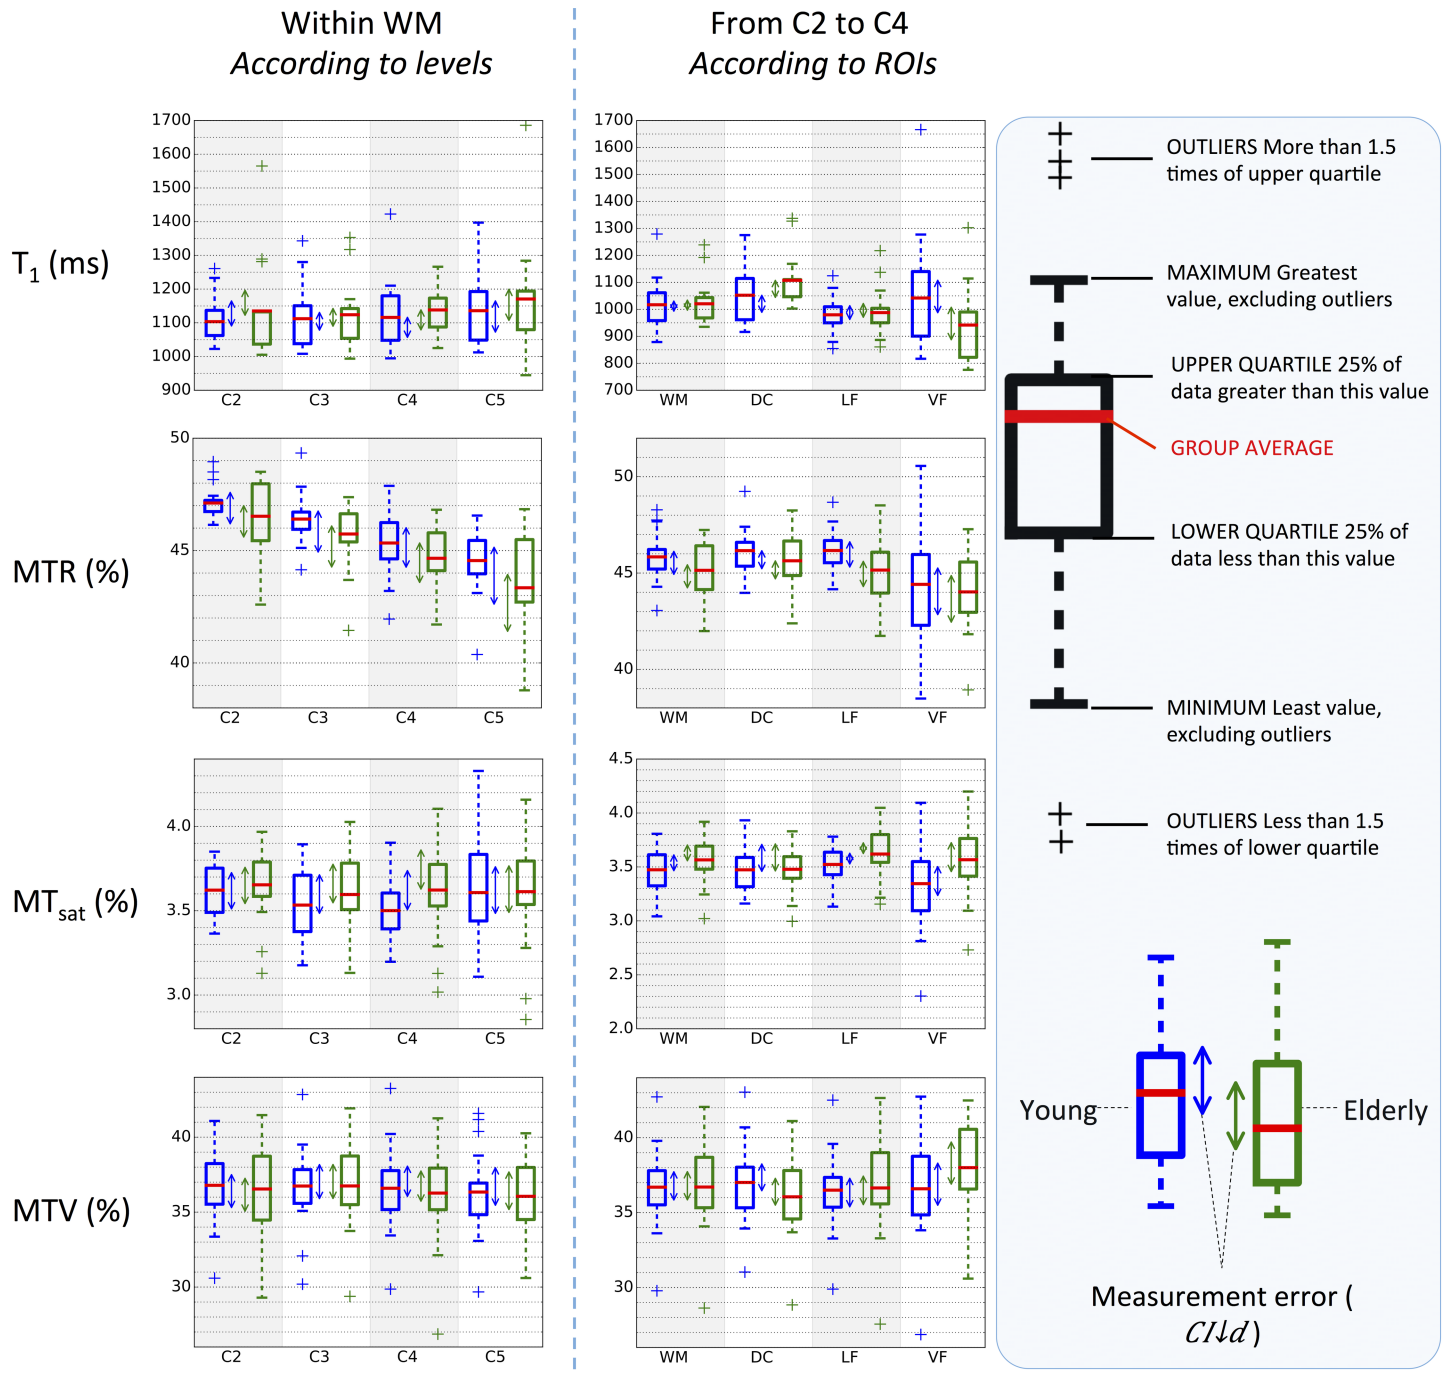 Within WM
According to levels
From C2 to C4
According to ROIs
T1 (ms)
1700
1600
1500
1400
1300
1200
1100
1000
900
C2
C3
C4
C5
1700
1600
1500
1400
1300
1200
1100
1000
900
800
700
WM
DC
LF
VF
MTR (%)
50
45
40
C2
C3
C4
C5
50
45
40
WM
DC
LF
VF
MTsat (%)
4.0
3.5
3.0
C2
C3
C4
C5
4.5
4.0
3.5
3.0
2.5
2.0
WM
DC
LF
VF
MTV (%)
40
35
30
C2
C3
C4
C5
40
35
30
WM
DC
LF
VF
OUTLIERS More than 1.5
times of upper quartile
MAXIMUM Greatest
value, excluding outliers
UPPER QUARTILE 25% of
data greater than this value
GROUP AVERAGE
LOWER QUARTILE 25% of
data less than this value
MINIMUM Least value,
excluding outliers
OUTLIERS Less than 1.5
times of lower quartile
Young
Elderly
Measurement error (
CI↓d )